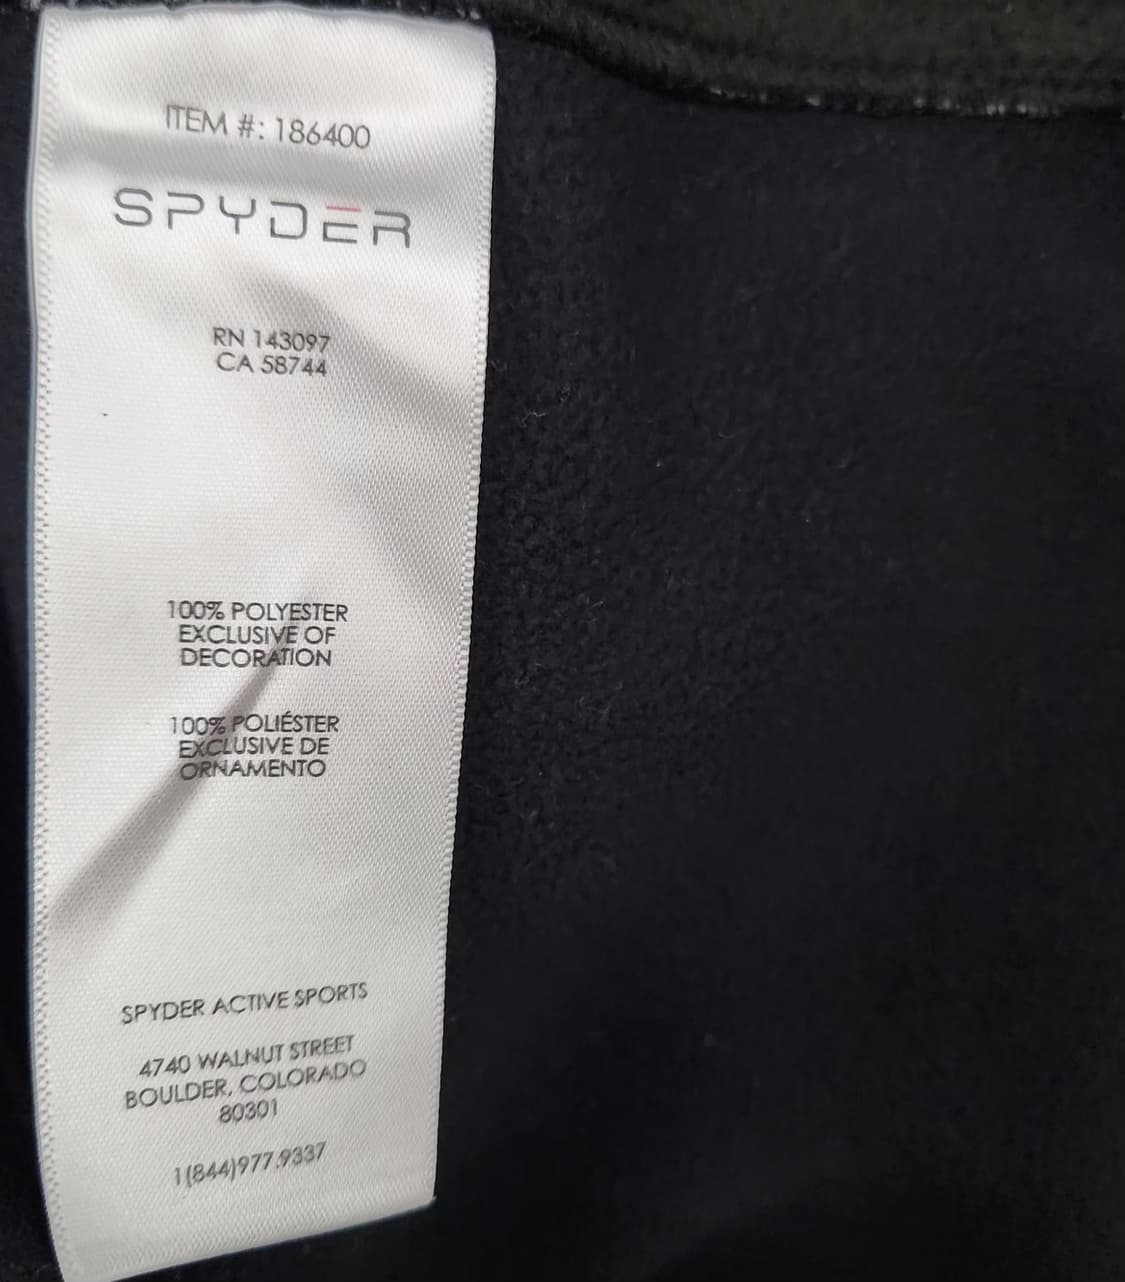 ITEM #: 186400
SPYDER
RN 143097
CA 58744
100% POLYESTER
EXCLUSIVE OF
DECORATION
100% POLIÉSTER
EXCLUSIVE DE
ORNAMENTO
SPYDER ACTIVE SPORTS
4740 WALNUT STREET
BOULDER, COLORADO
80301
1(844)977.9337